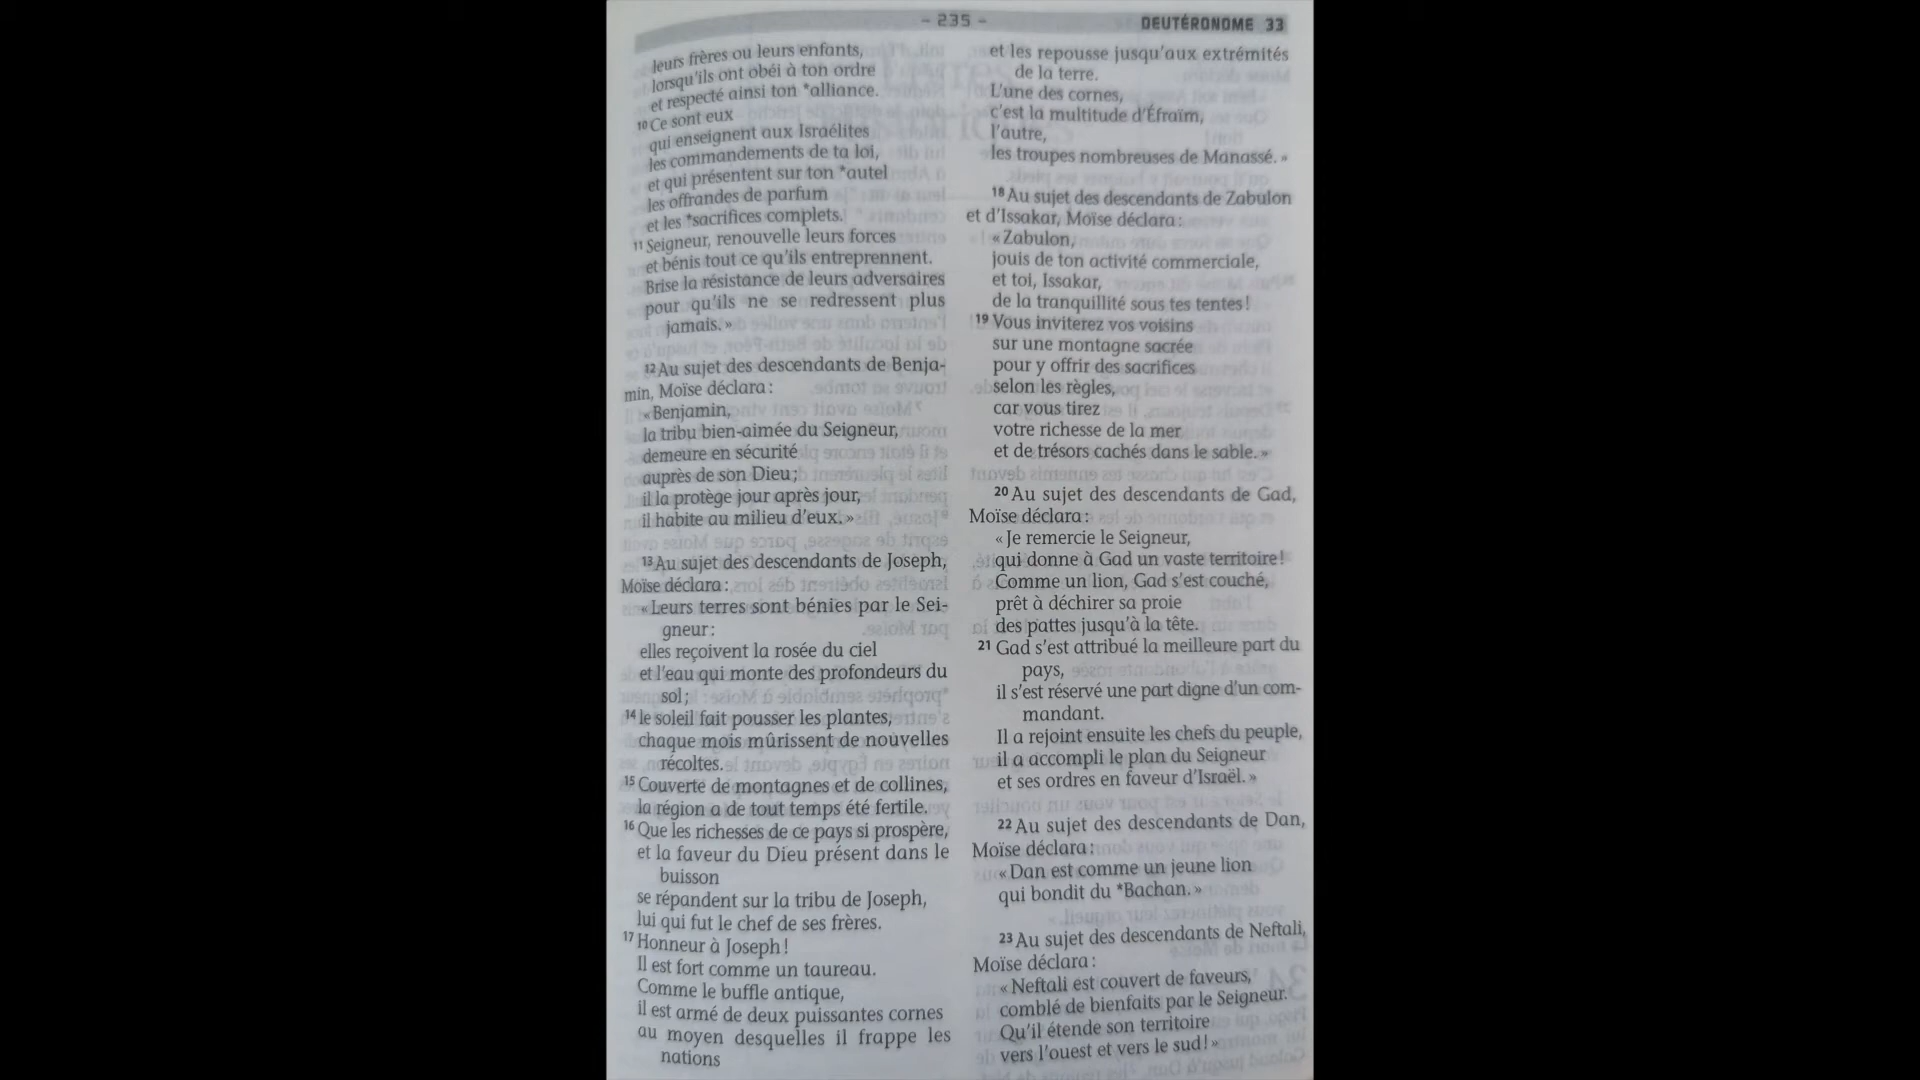 - 235 -
DEUTÉRONOME 33
leurs frères ou leurs enfants,
lorsqu'ils ont obéi à ton ordre
et respecté ainsi ton *alliance.
10 Ce sont eux
qui enseignent aux Israélites
les commandements de ta loi,
et qui présentent sur ton *autel
les offrandes de parfum
et les *sacrifices complets.
11 Seigneur, renouvelle leurs forces
et bénis tout ce qu'ils entreprennent.
Brise la résistance de leurs adversaires
pour qu'ils ne se redressent plus
jamais. »
12 Au sujet des descendants de Benja-
min, Moïse déclara :
« Benjamin,
la tribu bien-aimée du Seigneur,
demeure en sécurité
auprès de son Dieu ;
il la protège jour après jour,
il habite au milieu d'eux. »
13 Au sujet des descendants de Joseph,
Moïse déclara :
« Leurs terres sont bénies par le Sei-
gneur :
elles reçoivent la rosée du ciel
et l'eau qui monte des profondeurs du
sol ;
14 le soleil fait pousser les plantes,
chaque mois mûrissent de nouvelles
récoltes.
15 Couverte de montagnes et de collines,
la région a de tout temps été fertile.
16 Que les richesses de ce pays si prospère,
et la faveur du Dieu présent dans le
buisson
se répandent sur la tribu de Joseph,
lui qui fut le chef de ses frères.
17 Honneur à Joseph !
Il est fort comme un taureau.
Comme le buffle antique,
il est armé de deux puissantes cornes
au moyen desquelles il frappe les
nations
et les repousse jusqu'aux extrémités
de la terre.
L'une des cornes,
c'est la multitude d'Éfraïm,
l'autre,
les troupes nombreuses de Manassé. »
18 Au sujet des descendants de Zabulon
et d'Issakar, Moïse déclara :
« Zabulon,
jouis de ton activité commerciale,
et toi, Issakar,
de la tranquillité sous tes tentes !
19 Vous inviterez vos voisins
sur une montagne sacrée
pour y offrir des sacrifices
selon les règles,
car vous tirez
votre richesse de la mer
et de trésors cachés dans le sable. »
20 Au sujet des descendants de Gad,
Moïse déclara :
« Je remercie le Seigneur,
qui donne à Gad un vaste territoire !
Comme un lion, Gad s'est couché,
prêt à déchirer sa proie
des pattes jusqu'à la tête.
21 Gad s'est attribué la meilleure part du
pays,
il s'est réservé une part digne d'un com-
mandant.
Il a rejoint ensuite les chefs du peuple,
il a accompli le plan du Seigneur
et ses ordres en faveur d'Israël. »
22 Au sujet des descendants de Dan,
Moïse déclara :
« Dan est comme un jeune lion
qui bondit du *Bachan. »
23 Au sujet des descendants de Neftali,
Moïse déclara :
« Neftali est couvert de faveurs,
comblé de bienfaits par le Seigneur.
Qu'il étende son territoire
vers l'ouest et vers le sud ! »